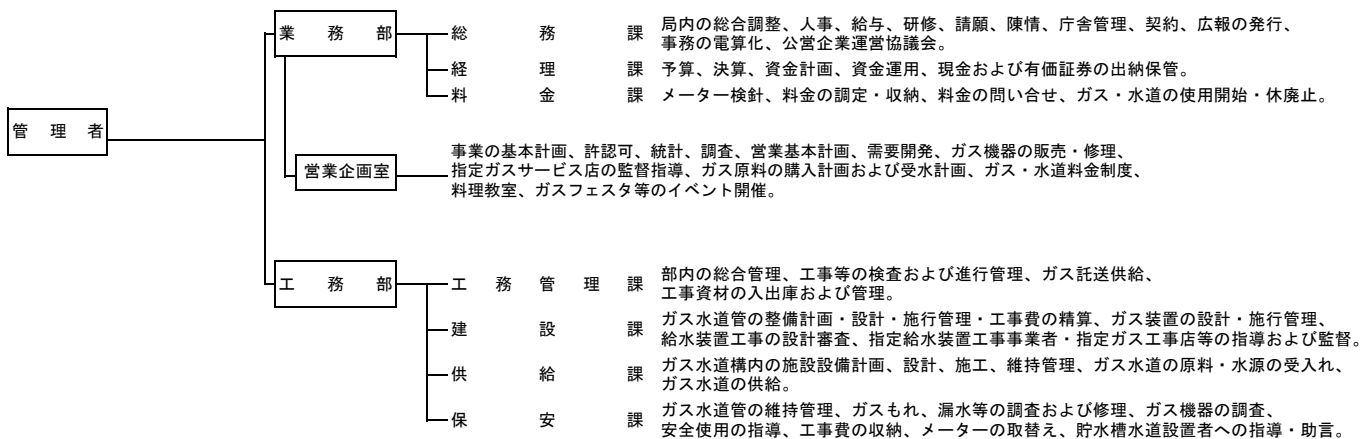 管理者
業務部
総務課
局内の総合調整、人事、給与、研修、請願、陳情、庁舎管理、契約、広報の発行、
事務の電算化、公営企業運営協議会。
経理課
予算、決算、資金計画、資金運用、現金および有価証券の出納保管。
料金課
メーター検針、料金の調定・収納、料金の問い合せ、ガス・水道の使用開始・休廃止。
営業企画室
事業の基本計画、許認可、統計、調査、営業基本計画、需要開発、ガス機器の販売・修理、
指定ガスサービス店の監督指導、ガス原料の購入計画および受水計画、ガス・水道料金制度、
料理教室、ガスフェスタ等のイベント開催。
工務部
工務管理課
部内の総合管理、工事等の検査および進行管理、ガス託送供給、
工事資材の入出庫および管理。
建設課
ガス水道管の整備計画・設計・施行管理・工事費の精算、ガス装置の設計・施行管理、
給水装置工事の設計審査、指定給水装置工事事業者・指定ガス工事店等の指導および監督。
供給課
ガス水道構内の施設設備計画、設計、施工、維持管理、ガス水道の原料・水源の受入れ、
ガス水道の供給。
保安課
ガス水道管の維持管理、ガスもれ、漏水等の調査および修理、ガス機器の調査、
安全使用の指導、工事費の収納、メーターの取替え、貯水槽水道設置者への指導・助言。